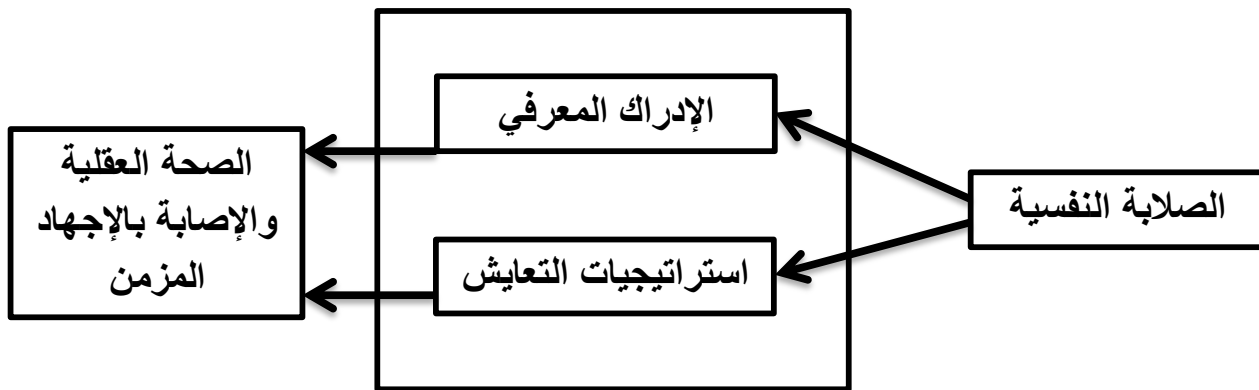 الصلابة النفسية
الإدراك المعرفي
استراتيجيات التعايش
الصحة العقلية
والإصابة بالإجهاد
المزمن